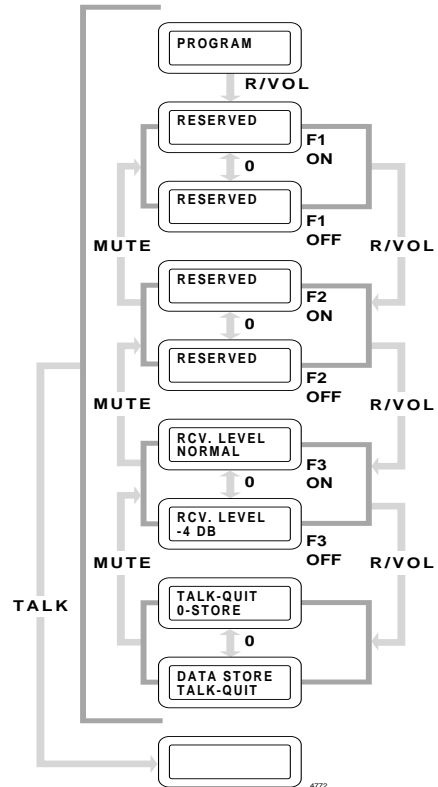 PROGRAM
R/VOL
RESERVED
F1
ON
0
RESERVED
F1
OFF
MUTE
R/VOL
RESERVED
F2
ON
0
RESERVED
F2
OFF
MUTE
R/VOL
RCV. LEVEL
NORMAL
F3
ON
0
RCV. LEVEL
-4 DB
F3
OFF
MUTE
R/VOL
TALK-QUIT
0-STORE
TALK
0
DATA STORE
TALK-QUIT
4772